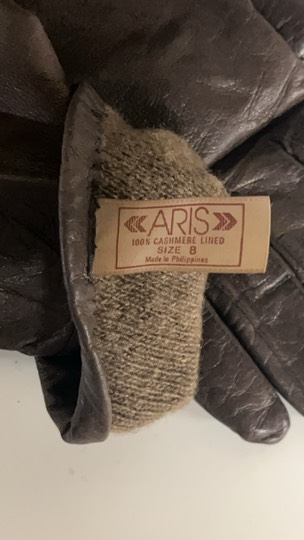 ARIS
100% CASHMERE LINED
SIZE 8
Made in Philippines